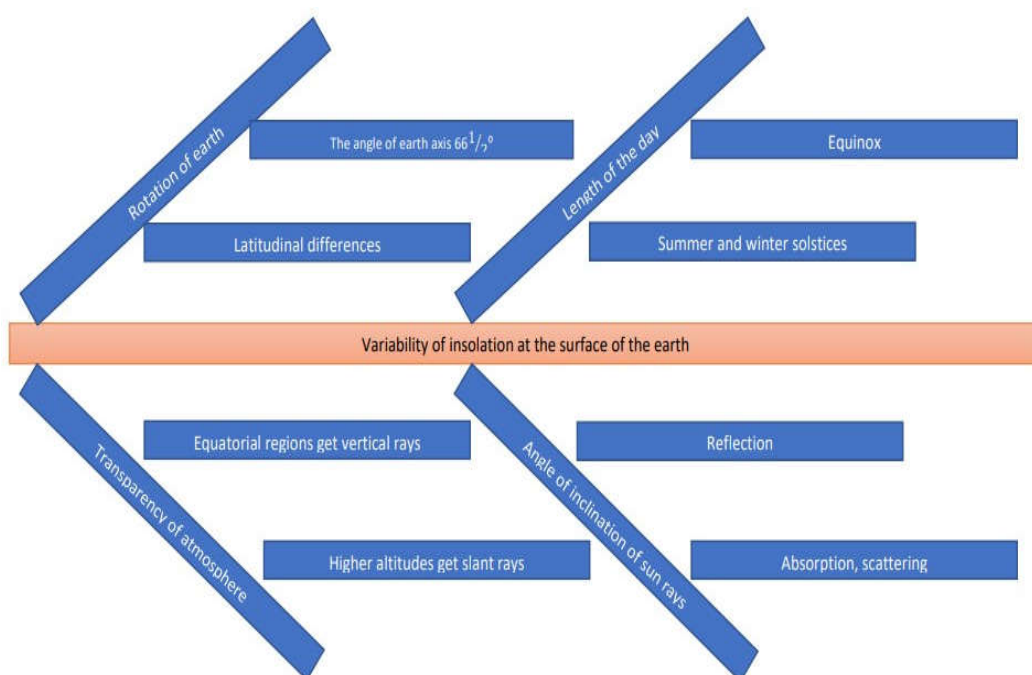 Rotation of earth
The angle of earth axis 66 1/2°
Latitudinal differences
Length of the day
Equinox
Summer and winter solstices
Variability of insolation at the surface of the earth
Transparency of atmosphere
Equatorial regions get vertical rays
Higher altitudes get slant rays
Angle of inclination of sun rays
Reflection
Absorption, scattering